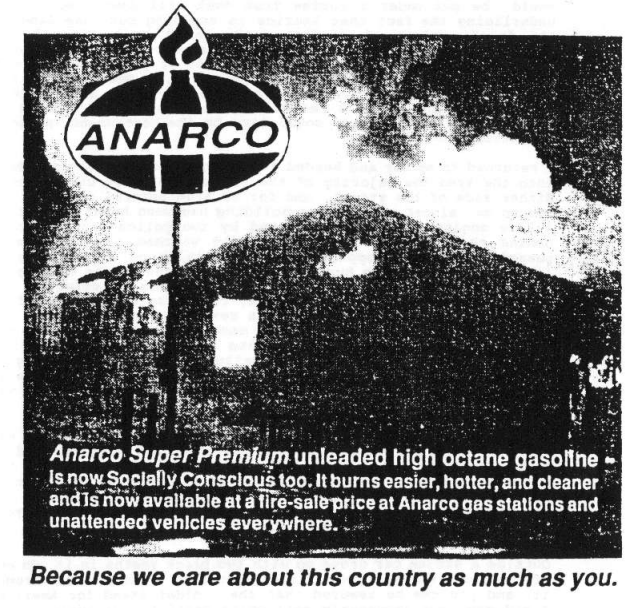 ANARCO
Anarco Super Premium unleaded high octane gasoline
is now Socially Conscious too. It burns easier, hotter, and cleaner
and is now available at a fire-sale price at Anarco gas stations and
unattended vehicles everywhere.
Because we care about this country as much as you.